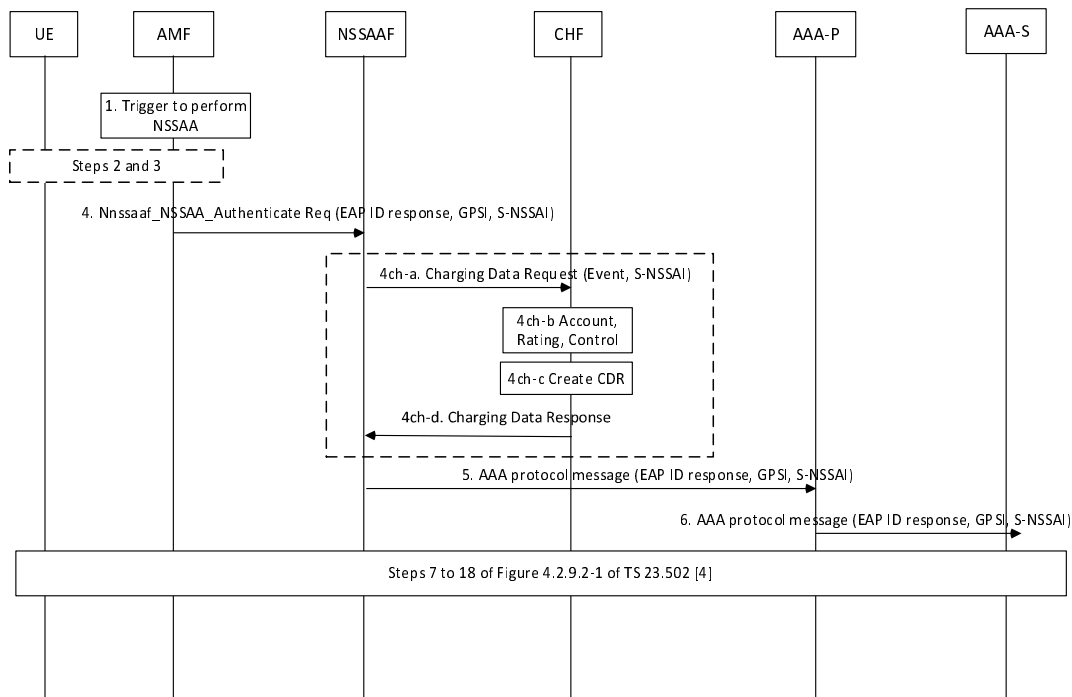 UE
AMF
NSSAAF
CHF
AAA-P
AAA-S
1. Trigger to perform
NSSAA
Steps 2 and 3
4. Nnssaaf_NSSAA_Authenticate Req (EAP ID response, GPSI, S-NSSAI)
4ch-a. Charging Data Request (Event, S-NSSAI)
4ch-b Account,
Rating, Control
4ch-c Create CDR
4ch-d. Charging Data Response
5. AAA protocol message (EAP ID response, GPSI, S-NSSAI)
6. AAA protocol message (EAP ID response, GPSI, S-NSSAI)
Steps 7 to 18 of Figure 4.2.9.2-1 of TS 23.502 [4]